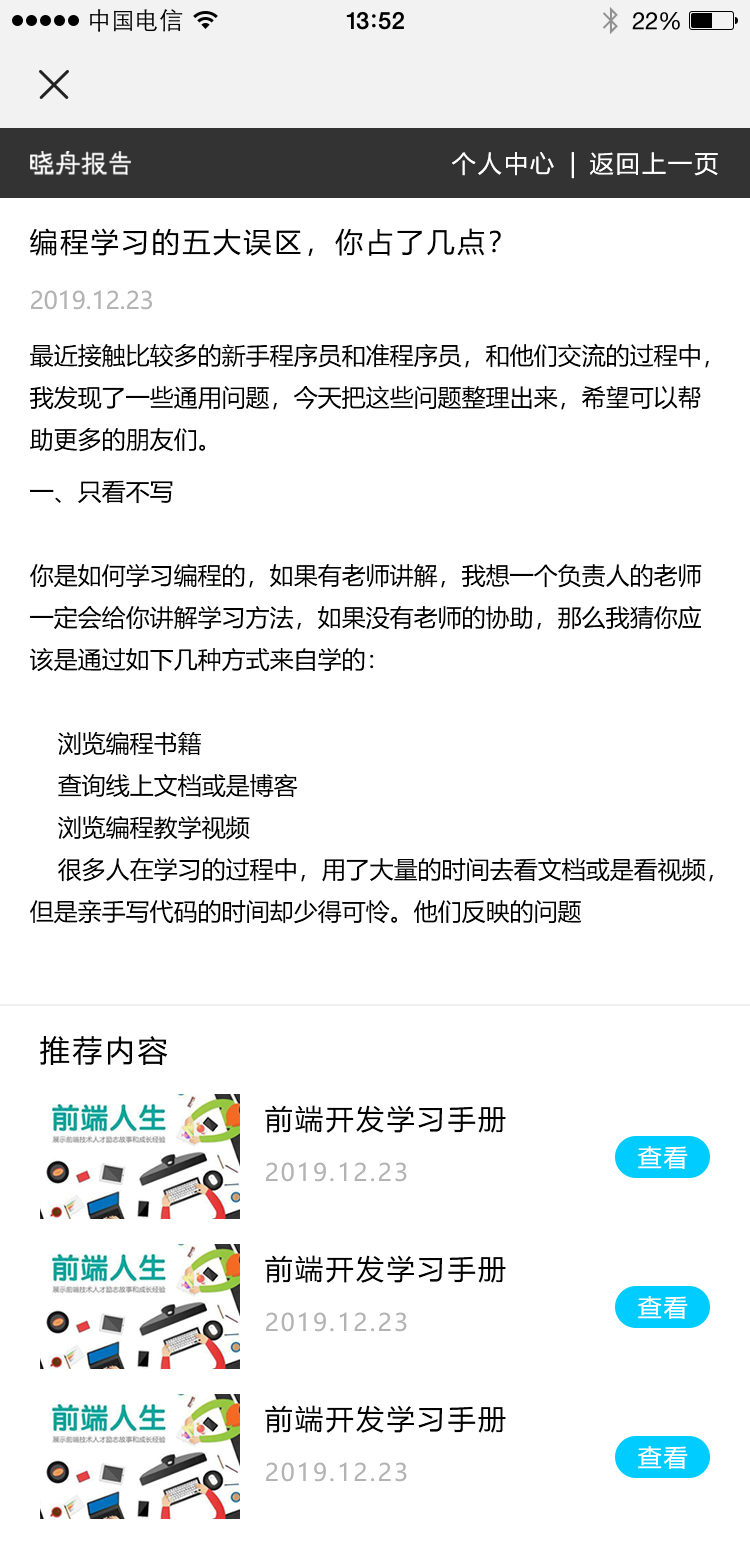 中国电信
13:52
22%
晓舟报告
个人中心 | 返回上一页
编程学习的五大误区，你占了几点？
2019.12.23
最近接触比较多的新手程序员和准程序员，和他们交流的过程中，
我发现了一些通用问题，今天把这些问题整理出来，希望可以帮
助更多的朋友们。
一、只看不写
你是如何学习编程的，如果有老师讲解，我想一个负责人的老师
一定会给你讲解学习方法，如果没有老师的协助，那么我猜你应
该是通过如下几种方式来自学的：
浏览编程书籍
查询线上文档或是博客
浏览编程教学视频
很多人在学习的过程中，用了大量的时间去看文档或是看视频，
但是亲手写代码的时间却少得可怜。他们反映的问题
推荐内容
前端人生
展示前端技术人才励志故事和成长经验
前端开发学习手册
2019.12.23
查看
前端人生
展示前端技术人才励志故事和成长经验
前端开发学习手册
2019.12.23
查看
前端人生
展示前端技术人才励志故事和成长经验
前端开发学习手册
2019.12.23
查看